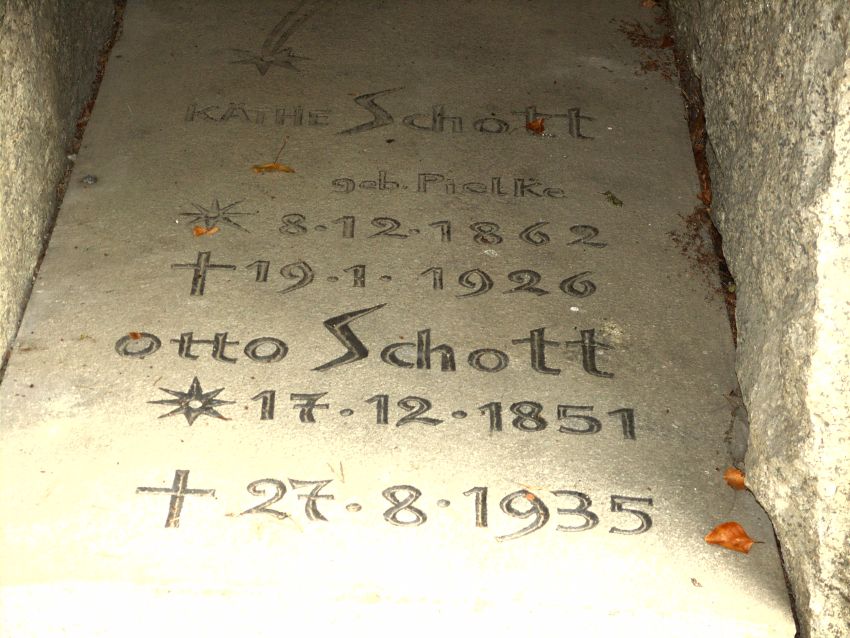 KÄTHE Schott
geb. Pielke
8.12.1862
19.1.1926
otto Schott
17.12.1851
27.8.1935